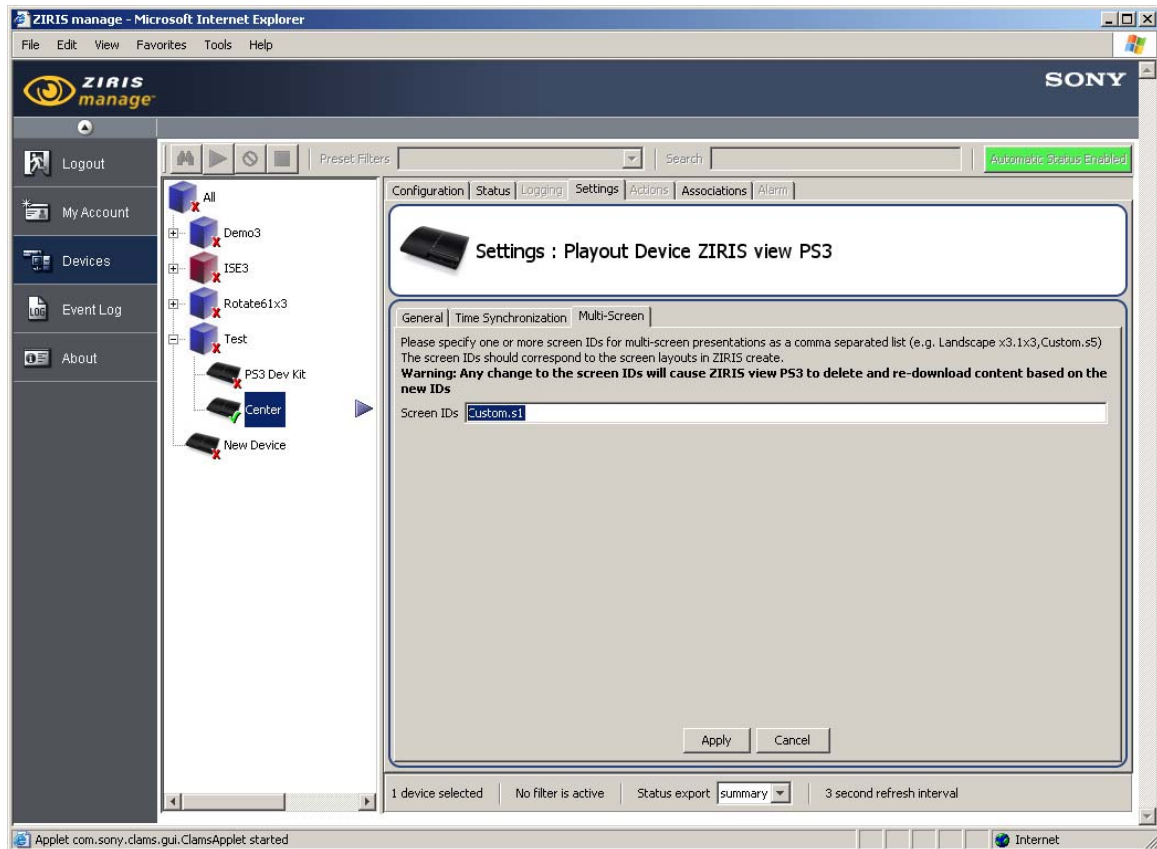 ZIRIS manage - Microsoft Internet Explorer
File Edit View Favorites Tools Help
ZIRIS
manage
SONY
Logout
My Account
Devices
LOG
Event Log
About
Preset Filters
Search
Automatic Status Enabled
All
Demo3
ISE3
Rotate61x3
Test
PS3 Dev Kit
Center
New Device
Configuration Status Logging Settings Actions Associations Alarm
Settings : Playout Device ZIRIS view PS3
General Time Synchronization Multi-Screen
Please specify one or more screen IDs for multi-screen presentations as a comma separated list (e.g. Landscape x3.1x3,Custom.s5)
The screen IDs should correspond to the screen layouts in ZIRIS create.
Warning: Any change to the screen IDs will cause ZIRIS view PS3 to delete and re-download content based on the
new IDs
Screen IDs Custom.s1
Apply Cancel
1 device selected No filter is active Status export summary 3 second refresh interval
Applet com.sony.clams.gui.ClamsApplet started
Internet